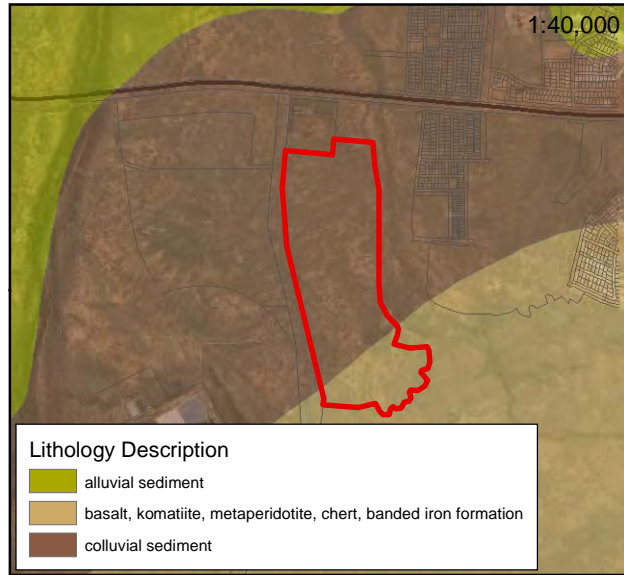 1:40,000
Lithology Description
alluvial sediment
basalt, komatiite, metaperidotite, chert, banded iron formation
colluvial sediment